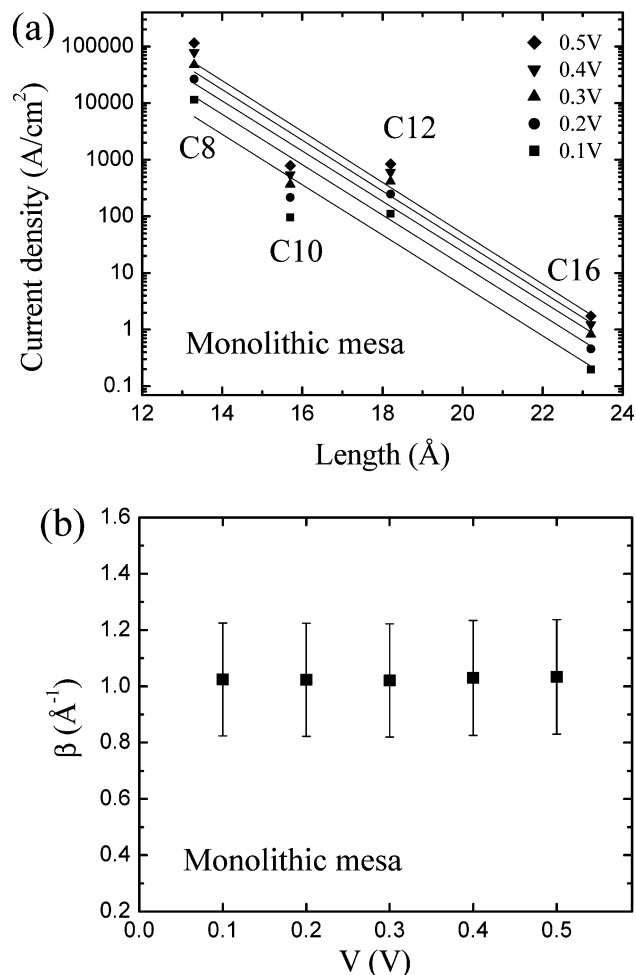 (a)
100000
10000
1000
100
10
1
0.1
Current density (A/cm²)
0.5V
0.4V
0.3V
0.2V
0.1V
C8
C10
C12
C16
Monolithic mesa
12 14 16 18 20 22 24
Length (Å)
(b)
1.6
1.4
1.2
1.0
0.8
0.6
0.4
0.2
β (Å⁻¹)
Monolithic mesa
0.0 0.1 0.2 0.3 0.4 0.5
V (V)